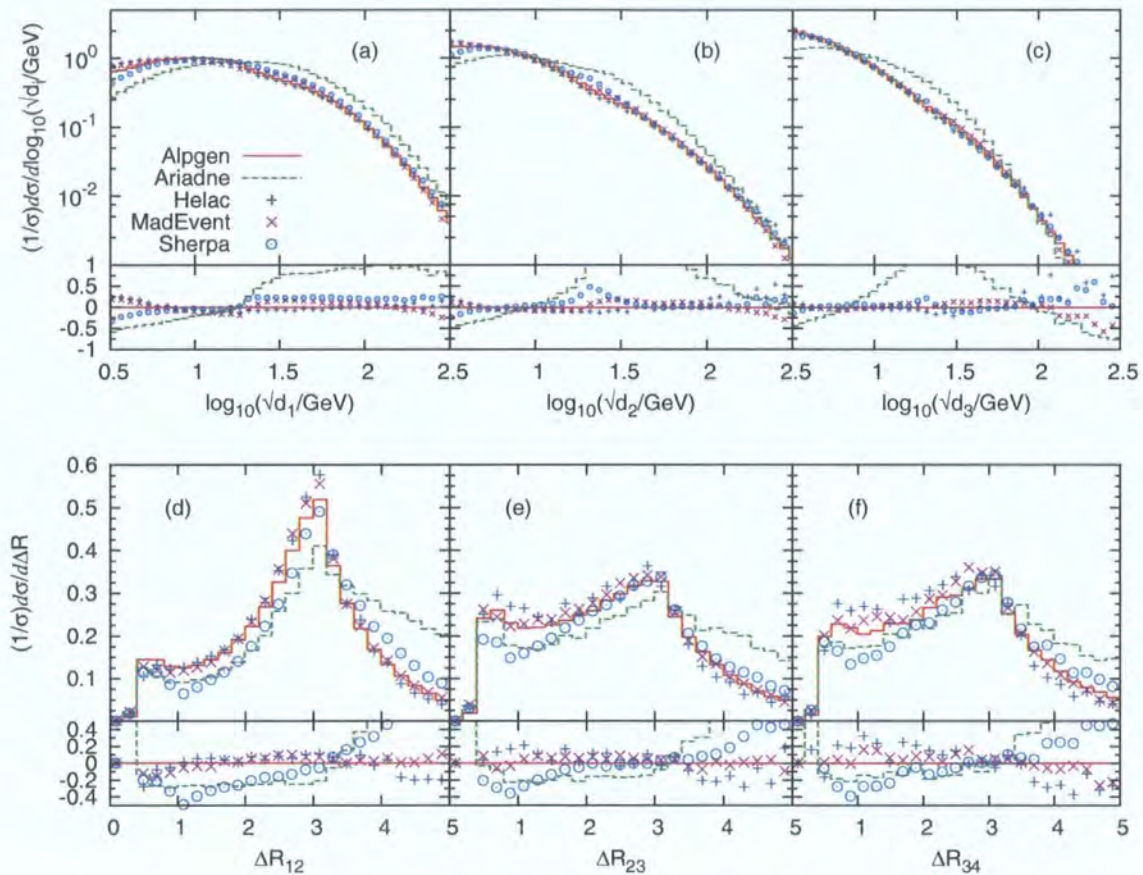 (1/σ)dσ/dlog₁₀(√dᵢ/GeV)
10⁰
10⁻¹
10⁻²
(a)
(b)
(c)
Alpgen
Ariadne
Helac
MadEvent
Sherpa
1
0.5
0
-0.5
-1
0.5 1 1.5 2 2.5 1 1.5 2 2.5 1 1.5 2 2.5
log₁₀(√d₁/GeV) log₁₀(√d₂/GeV) log₁₀(√d₃/GeV)
(1/σ)dσ/dΔR
0.6
0.5
0.4
0.3
0.2
0.1
(d)
(e)
(f)
0.4
0.2
0
-0.2
-0.4
0 1 2 3 4 5 1 2 3 4 5 1 2 3 4 5
ΔR₁₂ ΔR₂₃ ΔR₃₄